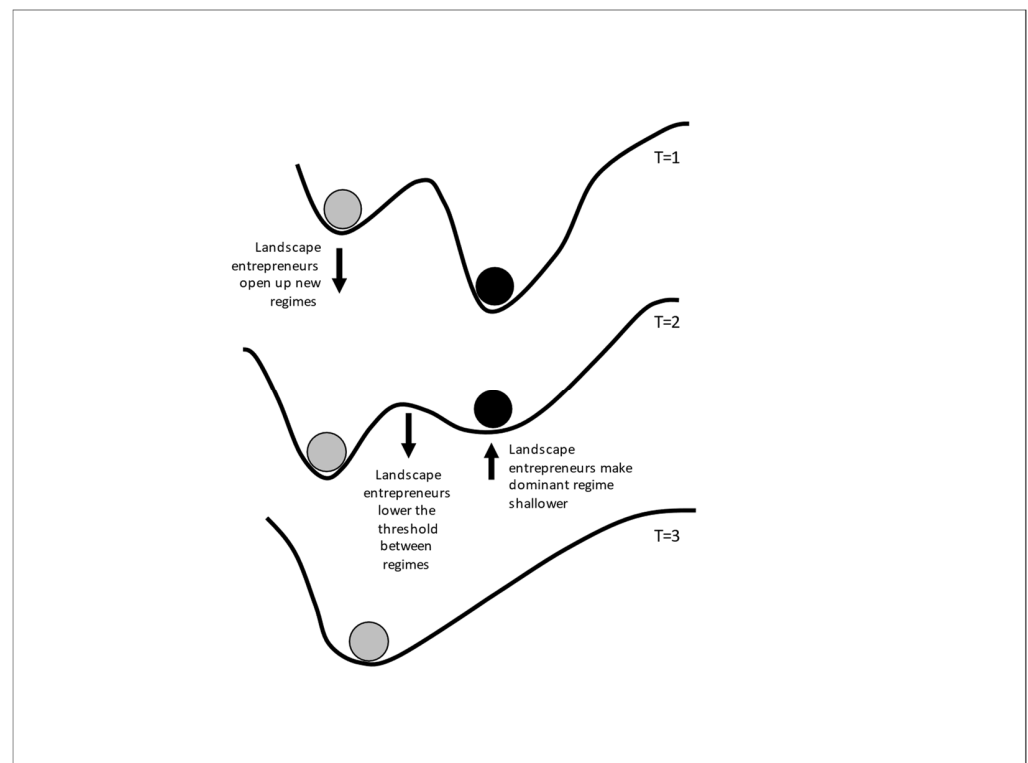 T=1
Landscape
entrepreneurs
open up new
regimes
T=2
Landscape
entrepreneurs make
dominant regime
shallower
Landscape
entrepreneurs
lower the
threshold
between
regimes
T=3